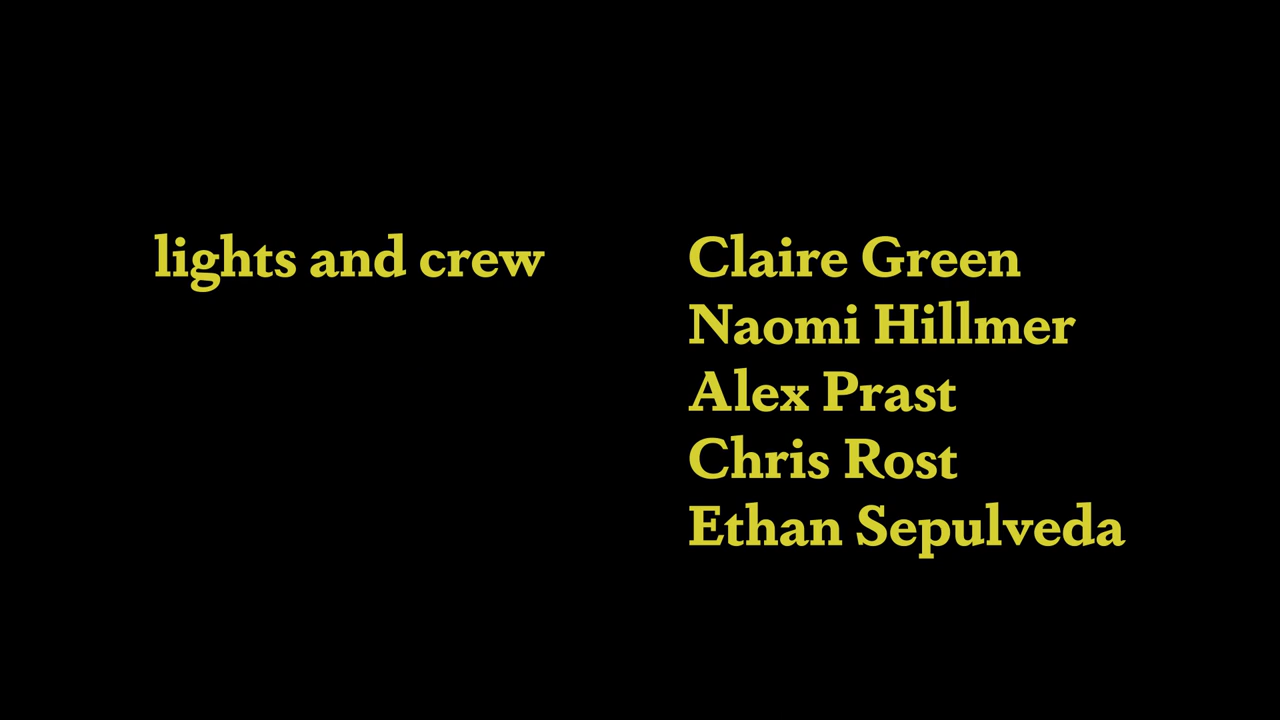 lights and crew
Claire Green
Naomi Hillmer
Alex Prast
Chris Rost
Ethan Sepulveda